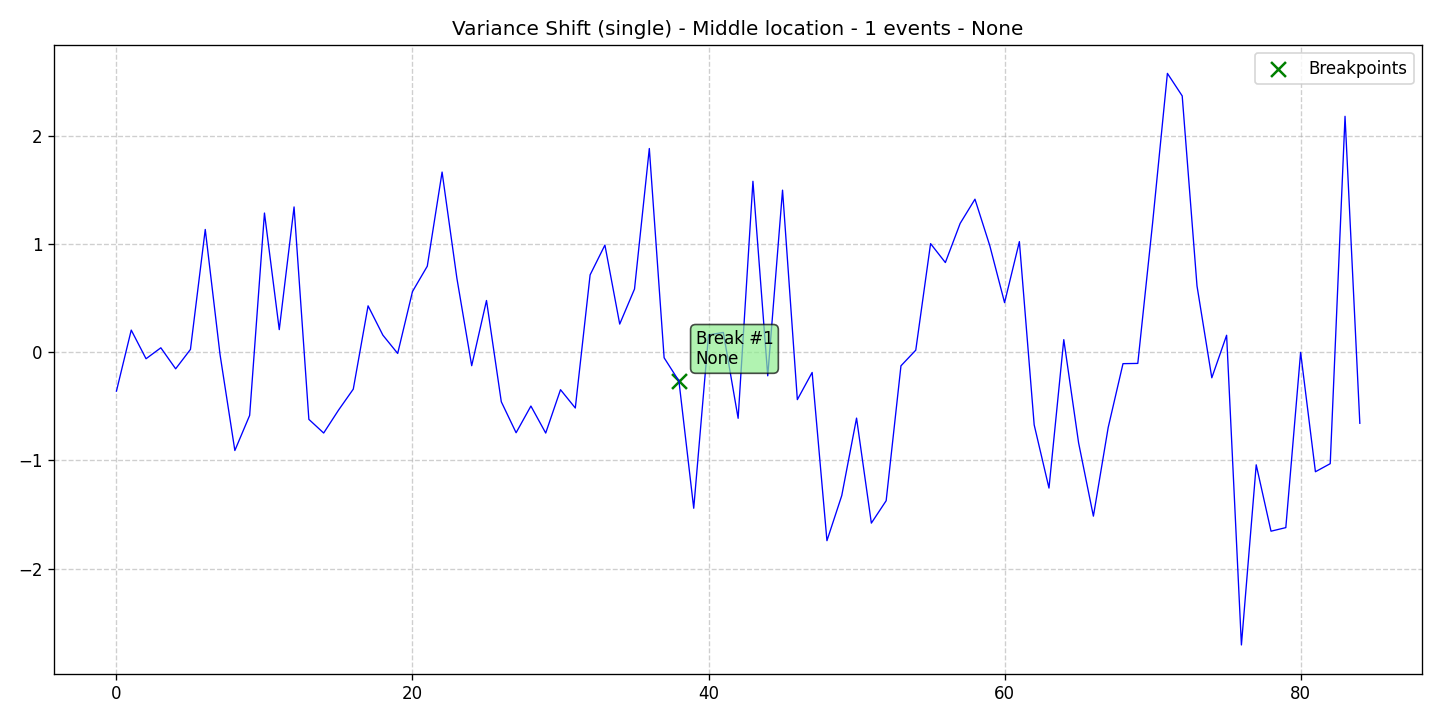 Variance Shift (single) - Middle location - 1 events - None
Breakpoints
2
1
0
−1
−2
Break #1
None
0
20
40
60
80